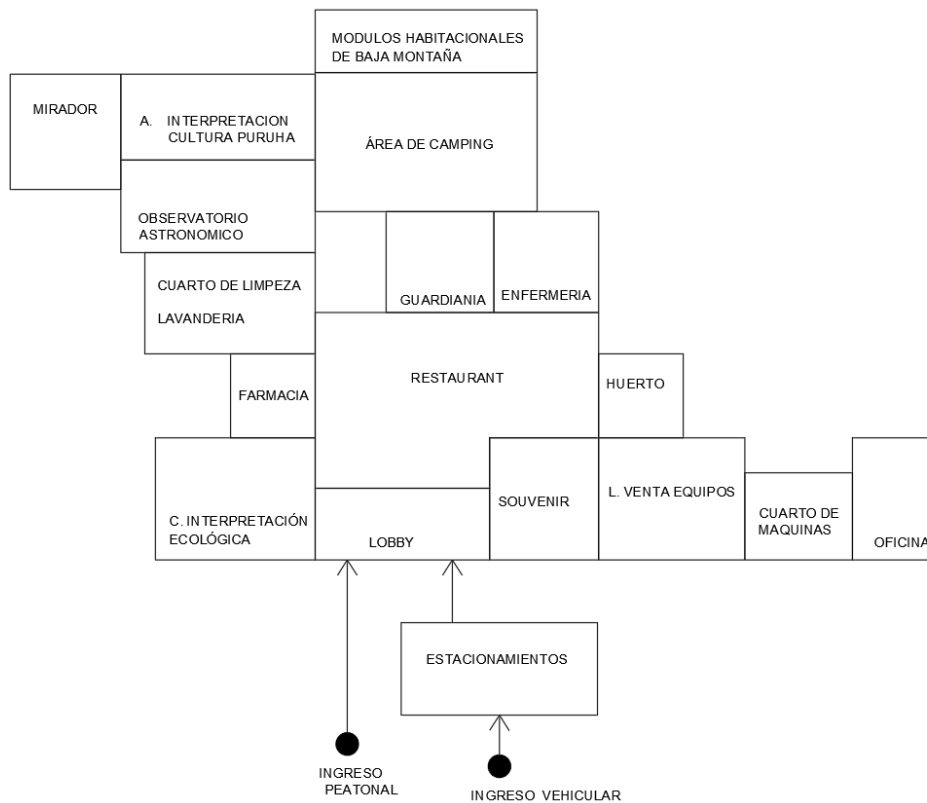 MODULOS HABITACIONALES
DE BAJA MONTAÑA
MIRADOR
A. INTERPRETACION
CULTURA PURUHA
ÁREA DE CAMPING
OBSERVATORIO
ASTRONOMICO
CUARTO DE LIMPEZA
LAVANDERIA
GUARDIANIA
ENFERMERIA
RESTAURANT
FARMACIA
HUERTO
C. INTERPRETACIÓN
ECOLÓGICA
LOBBY
SOUVENIR
L. VENTA EQUIPOS
CUARTO DE
MAQUINAS
OFICINA
ESTACIONAMIENTOS
INGRESO
PEATONAL
INGRESO VEHICULAR